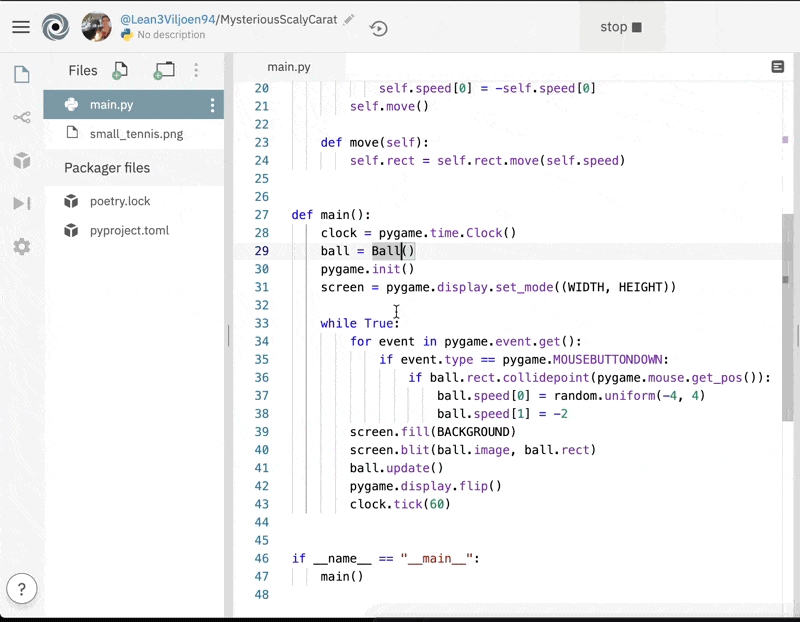 @Lean3Viljoen94/MysteriousScalyCarat
No description
stop
Files
main.py
small_tennis.png
Packager files
poetry.lock
pyproject.toml
main.py
20 self.speed[0] = -self.speed[0]
21 self.move()
22
23 def move(self):
24 self.rect = self.rect.move(self.speed)
25
26
27 def main():
28 clock = pygame.time.Clock()
29 ball = Ball()
30 pygame.init()
31 screen = pygame.display.set_mode((WIDTH, HEIGHT))
32
33 while True:
34 for event in pygame.event.get():
35 if event.type == pygame.MOUSEBUTTONDOWN:
36 if ball.rect.collidepoint(pygame.mouse.get_pos()):
37 ball.speed[0] = random.uniform(-4, 4)
38 ball.speed[1] = -2
39 screen.fill(BACKGROUND)
40 screen.blit(ball.image, ball.rect)
41 ball.update()
42 pygame.display.flip()
43 clock.tick(60)
44
45
46 if __name__ == "__main__":
47 main()
48
?